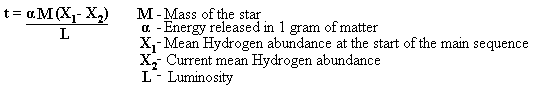 t = α M (X₁ - X₂)
L
M - Mass of the star
α - Energy released in 1 gram of matter
X₁ - Mean Hydrogen abundance at the start of the main sequence
X₂ - Current mean Hydrogen abundance
L - Luminosity